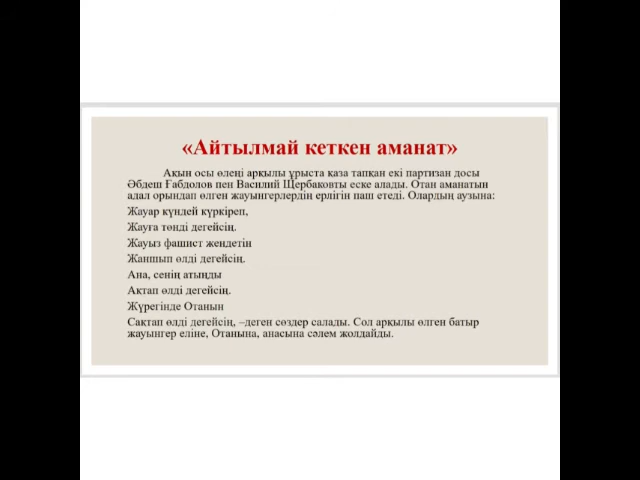 «Айтылмай кеткен аманат»
Ақын осы өлеңі арқылы ұрыста қаза тапқан екі партизан досы
Әбдеш Ғабдолов пен Василий Щербаковты еске алады. Отан аманатын
адал орындап өлген жауынгерлердің ерлігін паш етеді. Олардың аузына:
Жауар күндей күркіреп,
Жауға төнді дегейсің.
Жауыз фашист жендетін
Жаншып өлді дегейсің.
Ана, сенің атыңды
Ақтап өлді дегейсің.
Жүрегінде Отанын
Сақтап өлді дегейсің, –деген сөздер салады. Сол арқылы өлген батыр
жауынгер еліне, Отанына, анасына сәлем жолдайды.